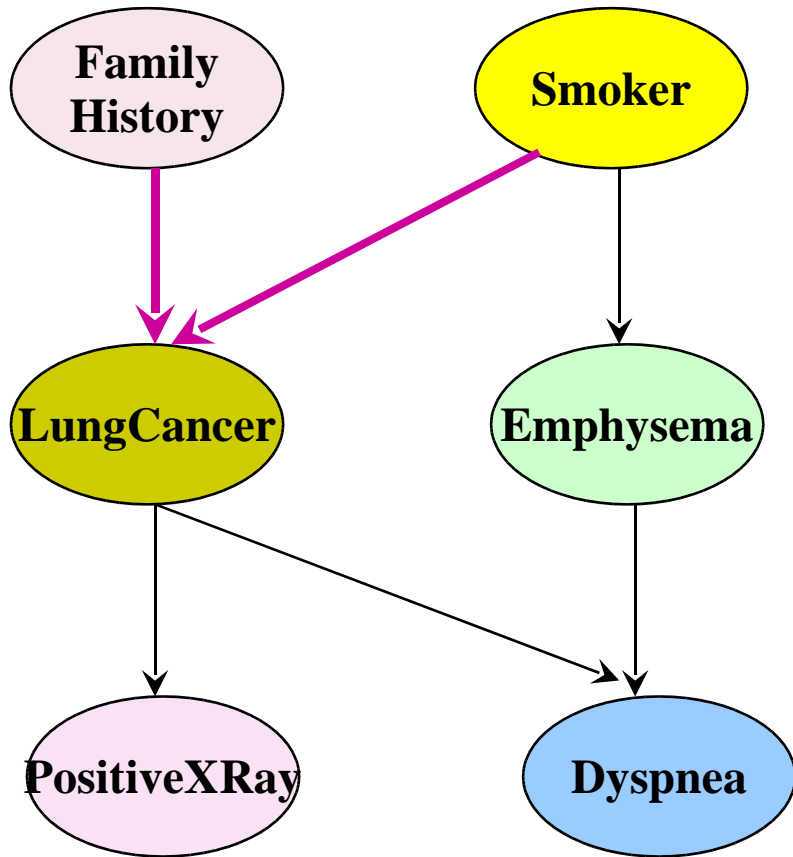 Family
History
Smoker
LungCancer
Emphysema
PositiveXRay
Dyspnea